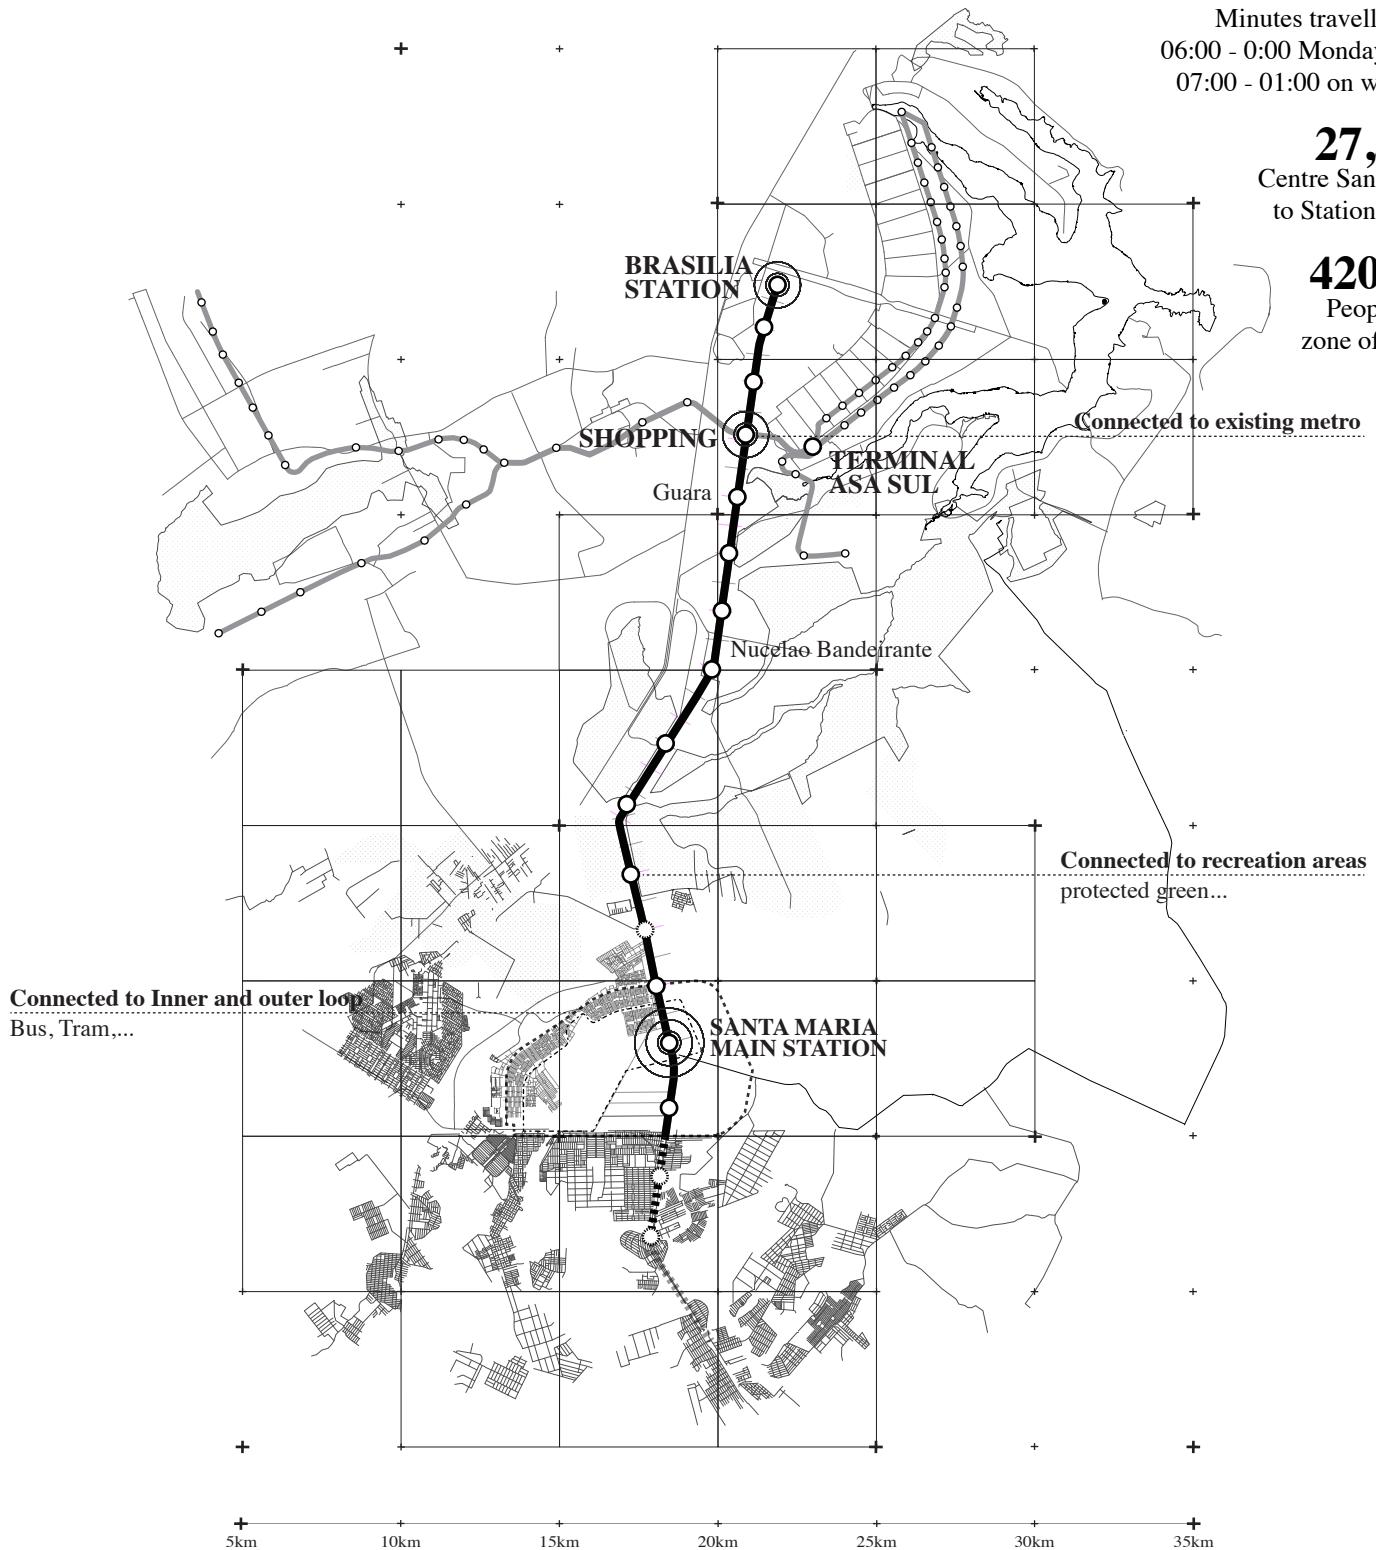 Minutes travell
06:00 - 0:00 Monday
07:00 - 01:00 on w
27,
Centre San
to Station
420
Peop
zone of
BRASILIA
STATION
Connected to existing metro
SHOPPING
TERMINAL
ASA SUL
Guara
Nucelao Bandeirante
Connected to recreation areas
protected green...
Connected to Inner and outer loop
Bus, Tram,...
SANTA MARIA
MAIN STATION
5km 10km 15km 20km 25km 30km 35km